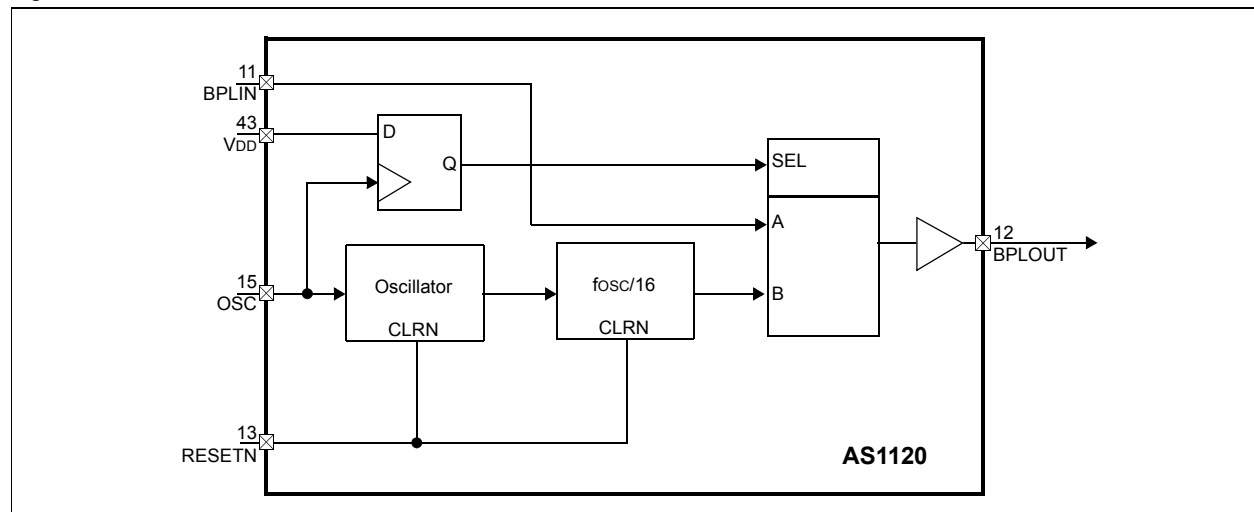 11
BPLIN
43
VDD
D
Q
SEL
A
12
BPLOUT
15
OSC
Oscillator
CLRN
fOSC/16
CLRN
B
13
RESETN
AS1120